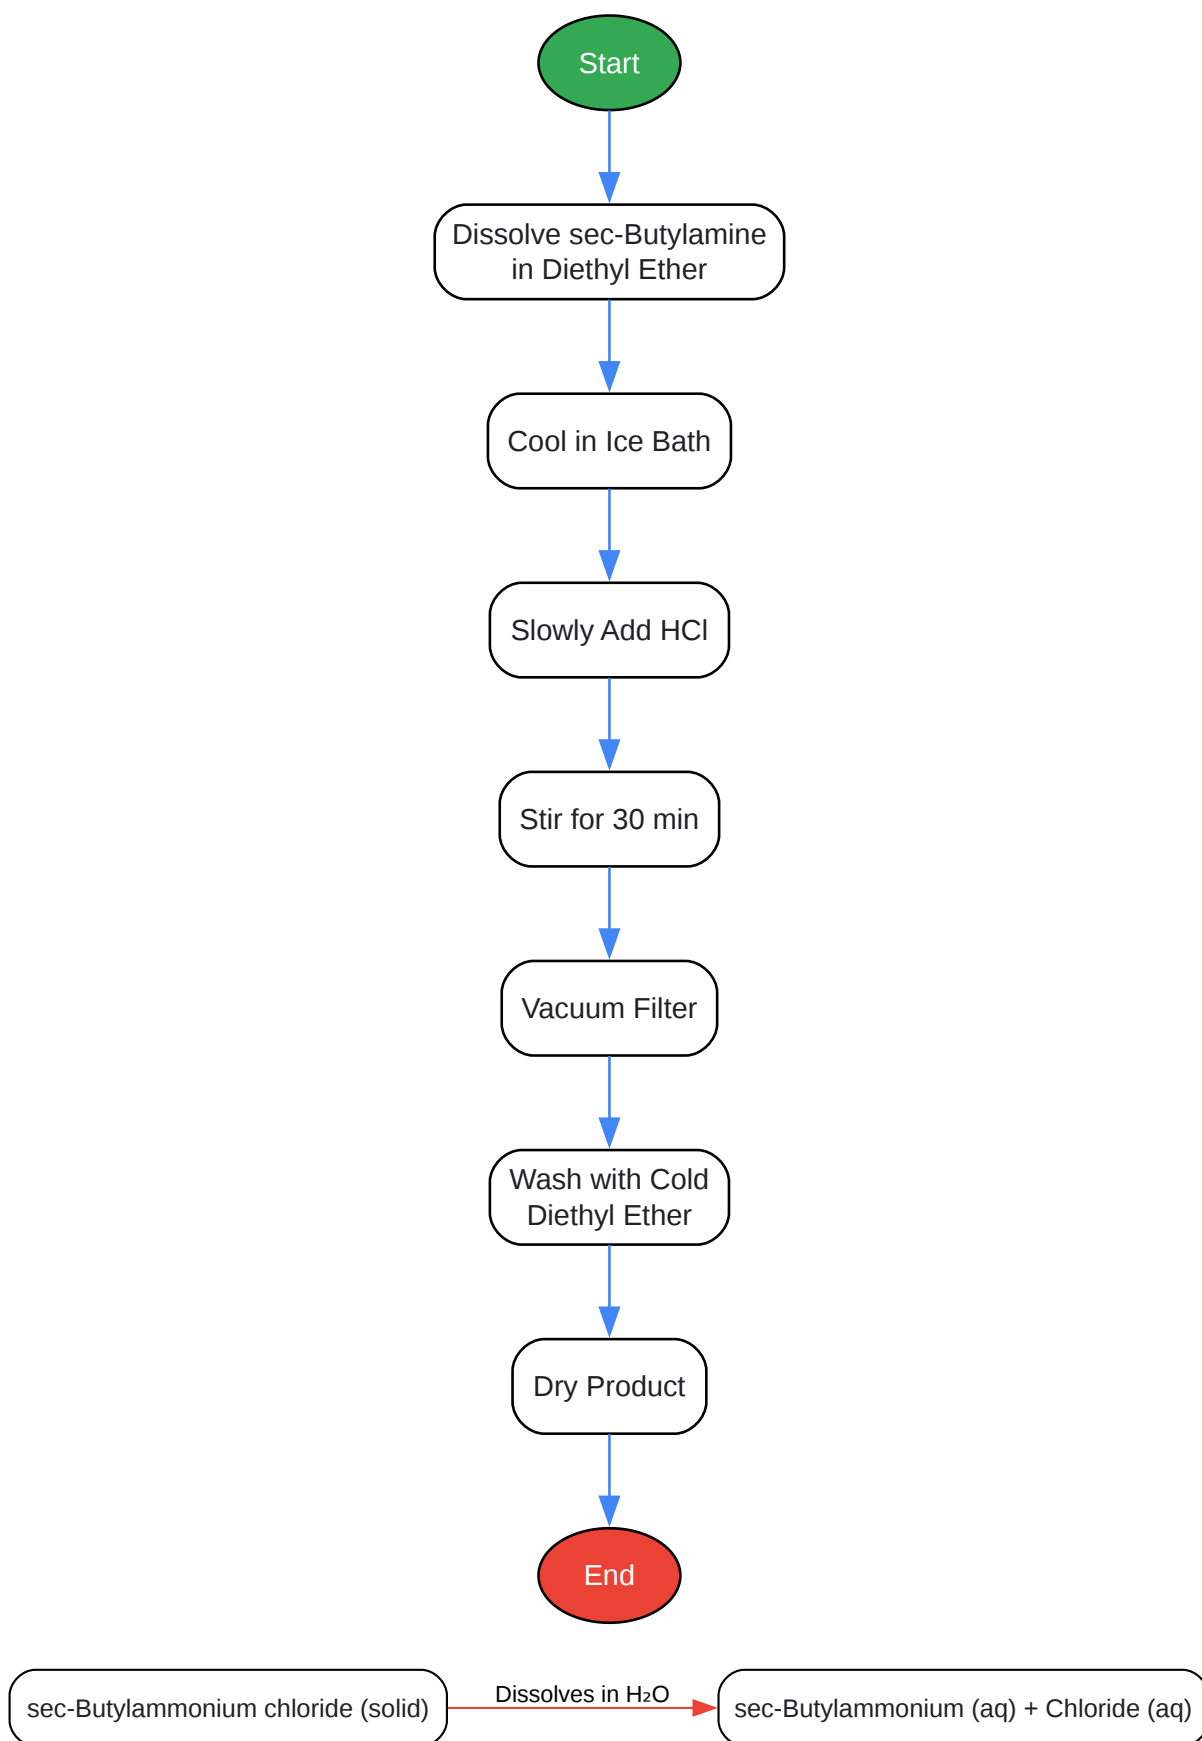 Start
Dissolve sec-Butylamine
in Diethyl Ether
Cool in Ice Bath
Slowly Add HCl
Stir for 30 min
Vacuum Filter
Wash with Cold
Diethyl Ether
Dry Product
End
sec-Butylammonium chloride (solid)
Dissolves in H₂O
sec-Butylammonium (aq) + Chloride (aq)